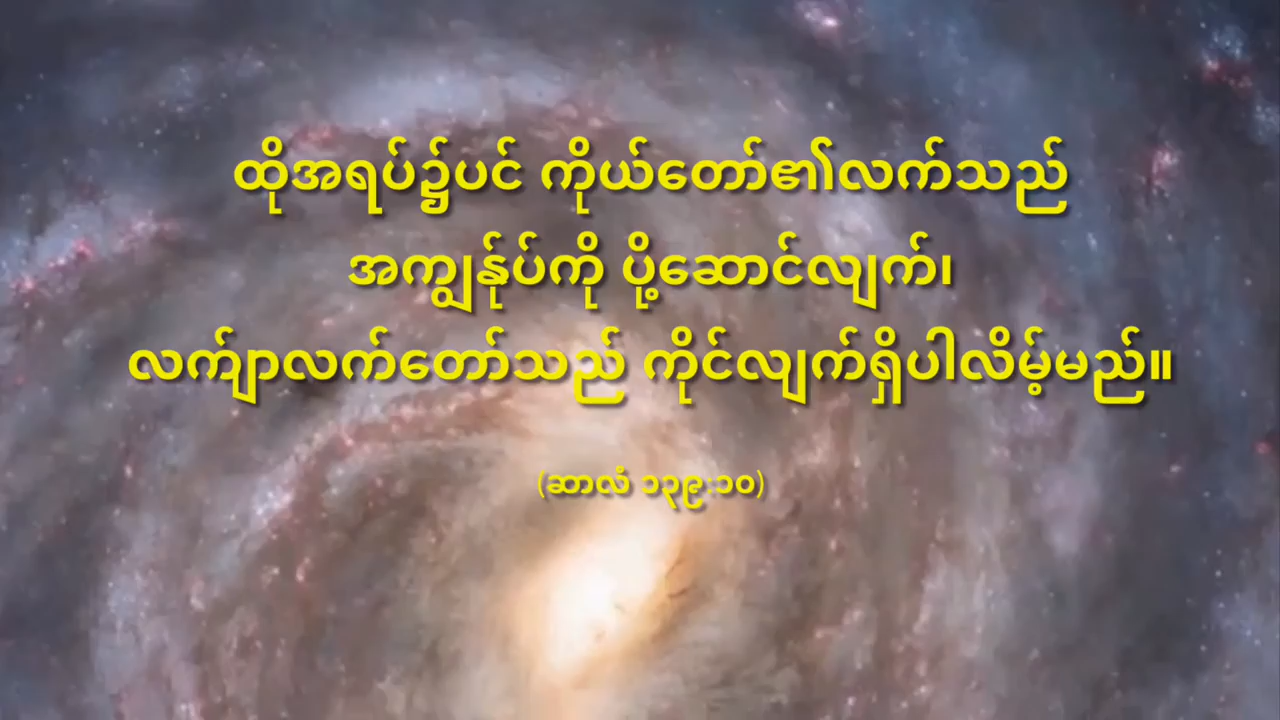 ထိုအရပ်၌ပင် ကိုယ်တော်၏လက်သည်
အကျွန်ုပ်ကို ပို့ဆောင်လျက်၊
လက်ျာလက်တော်သည် ကိုင်လျက်ရှိပါလိမ့်မည်။
(ဆာလံ ၁၃၉:၁၀)